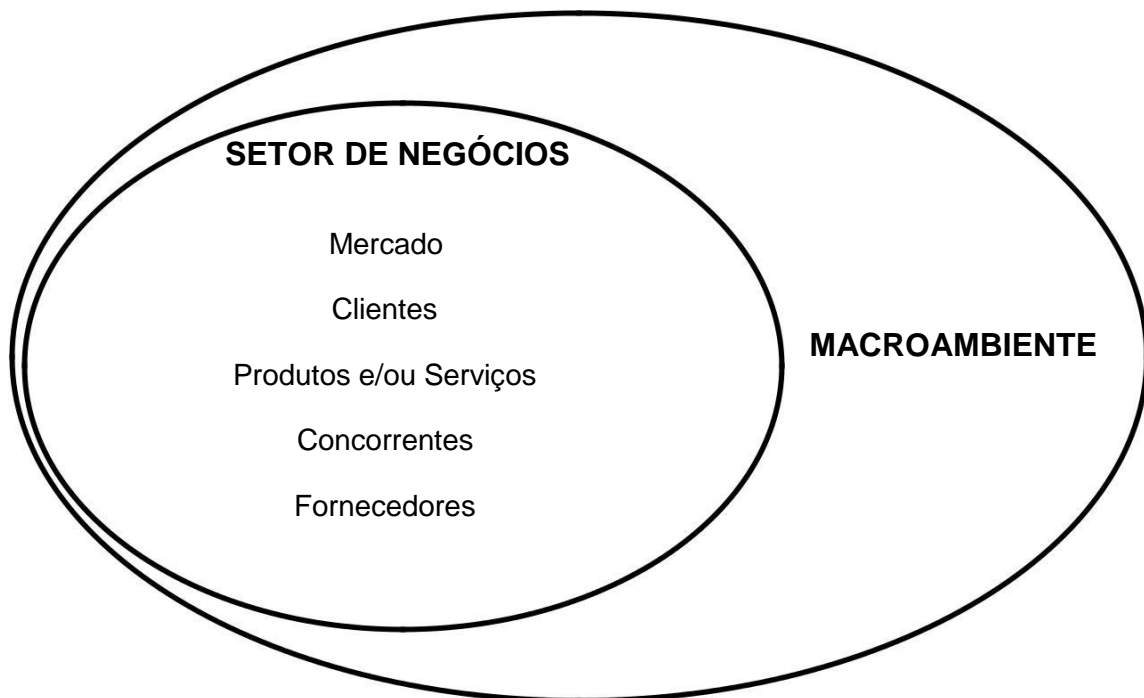 SETOR DE NEGÓCIOS
Mercado
Clientes
MACROAMBIENTE
Produtos e/ou Serviços
Concorrentes
Fornecedores